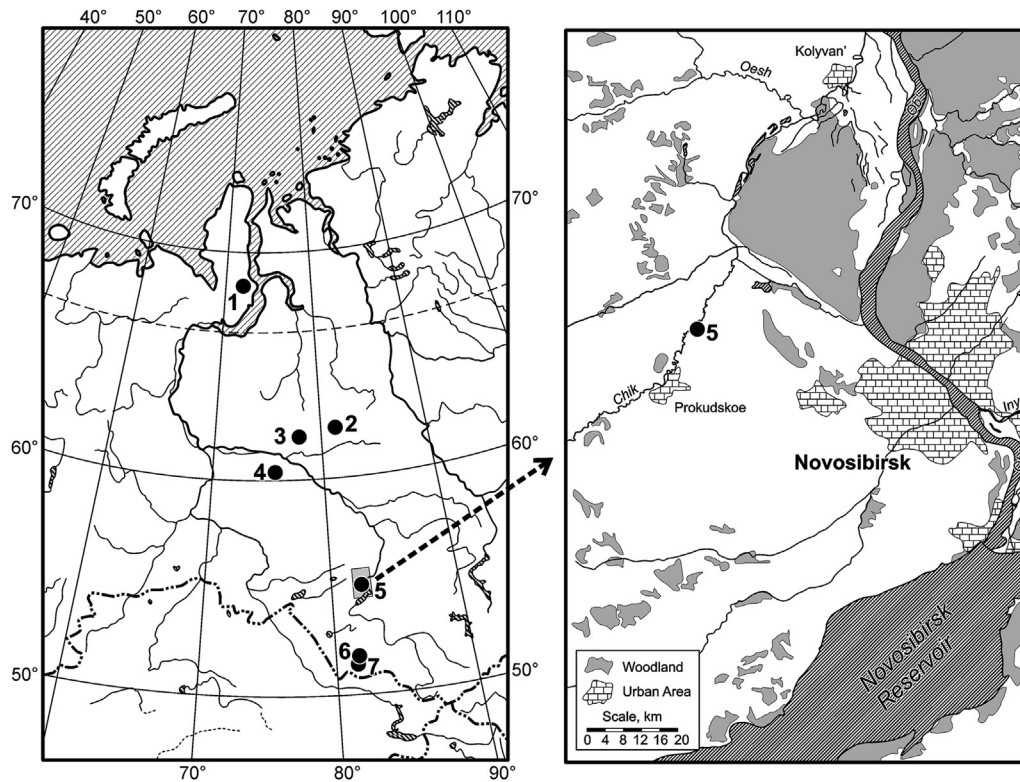 40° 50° 60° 70° 80° 90° 100° 110°
70°
70°
1
2
3
60°
60°
4
5
6
7
50°
50°
70° 80° 90°
Kolyvan’
Oesh
5
Chik
Prokudskoe
Iny
Novosibirsk
Novosibirsk
Reservoir
Woodland
Urban Area
Scale, km
0 4 8 12 16 20